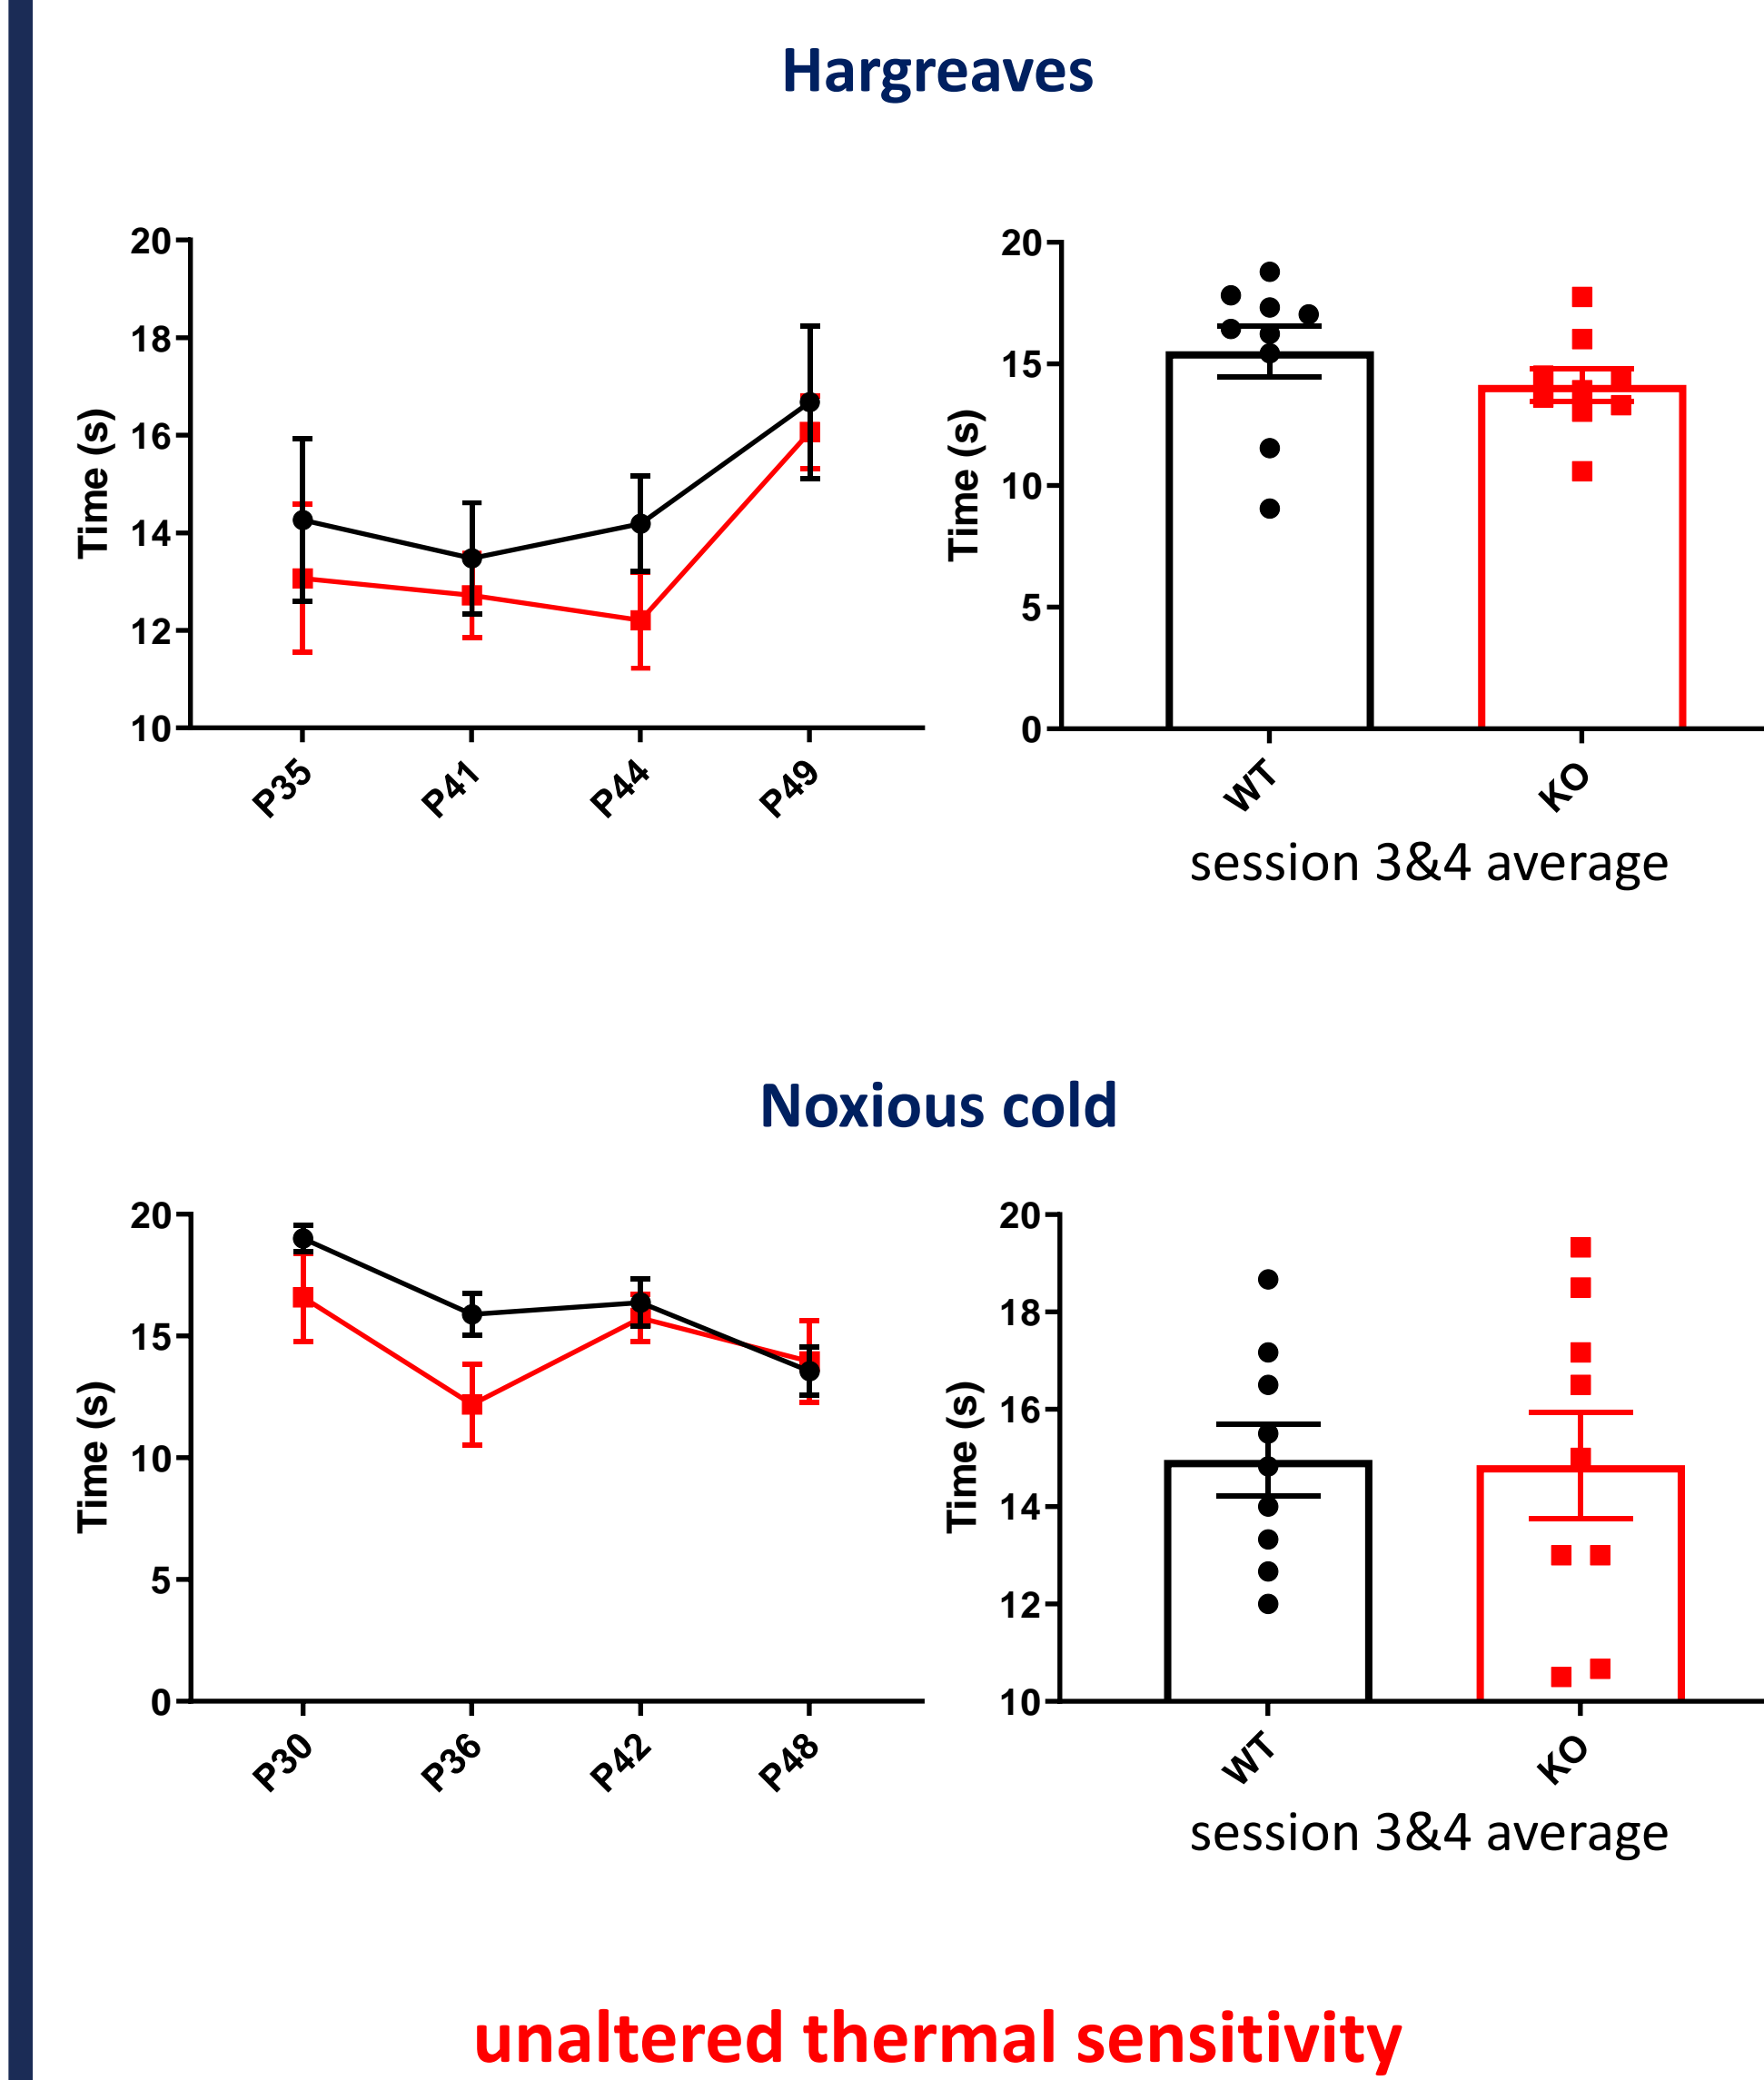 Hargreaves
20
18
16
14
12
10
Time (s)
P35 P41 P44 P49
20
15
10
5
0
Time (s)
WT KO
session 3&4 average
Noxious cold
20
15
10
5
0
Time (s)
P30 P36 P42 P48
20
18
16
14
12
10
Time (s)
WT KO
session 3&4 average
unaltered thermal sensitivity